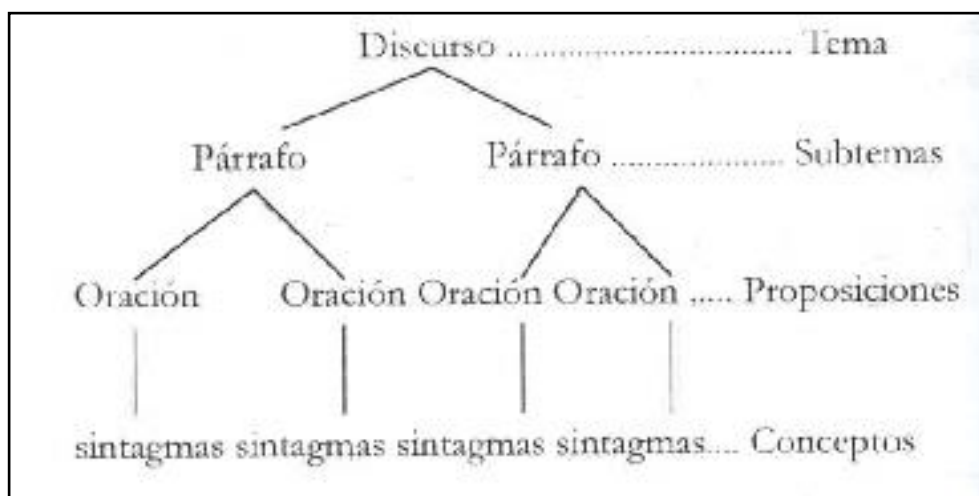 Discurso ................................ Tema
Párrafo Párrafo ................... Subtemas
Oración Oración Oración Oración ..... Proposiciones
sintagmas sintagmas sintagmas sintagmas.... Conceptos